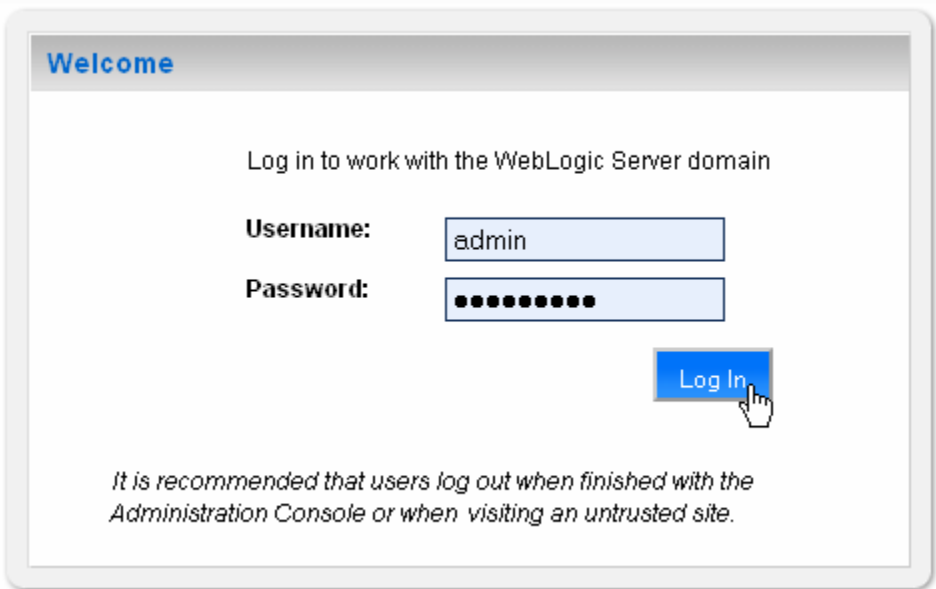 Welcome
Log in to work with the WebLogic Server domain
Username:
admin
Password:
●●●●●●●●●
Log In
It is recommended that users log out when finished with the
Administration Console or when visiting an untrusted site.